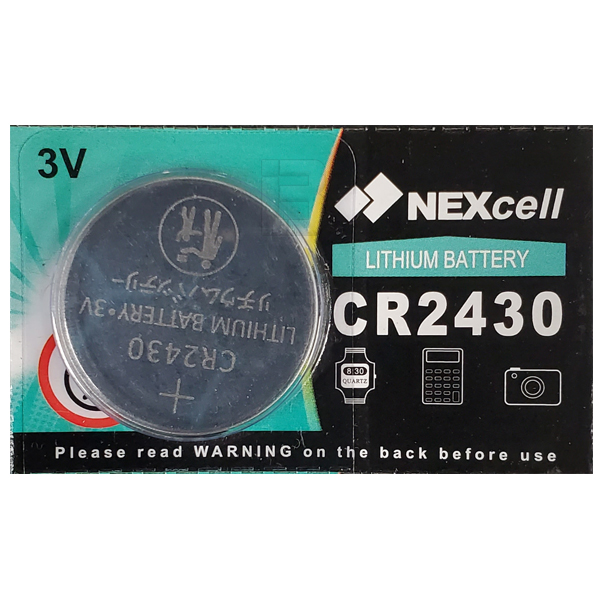 3V
NEXcell
LITHIUM BATTERY
CR2430
8:30
QUARTZ
+
CR2430
LITHIUM BATTERY•3V
リチウムバッテリー
Please read WARNING on the back before use